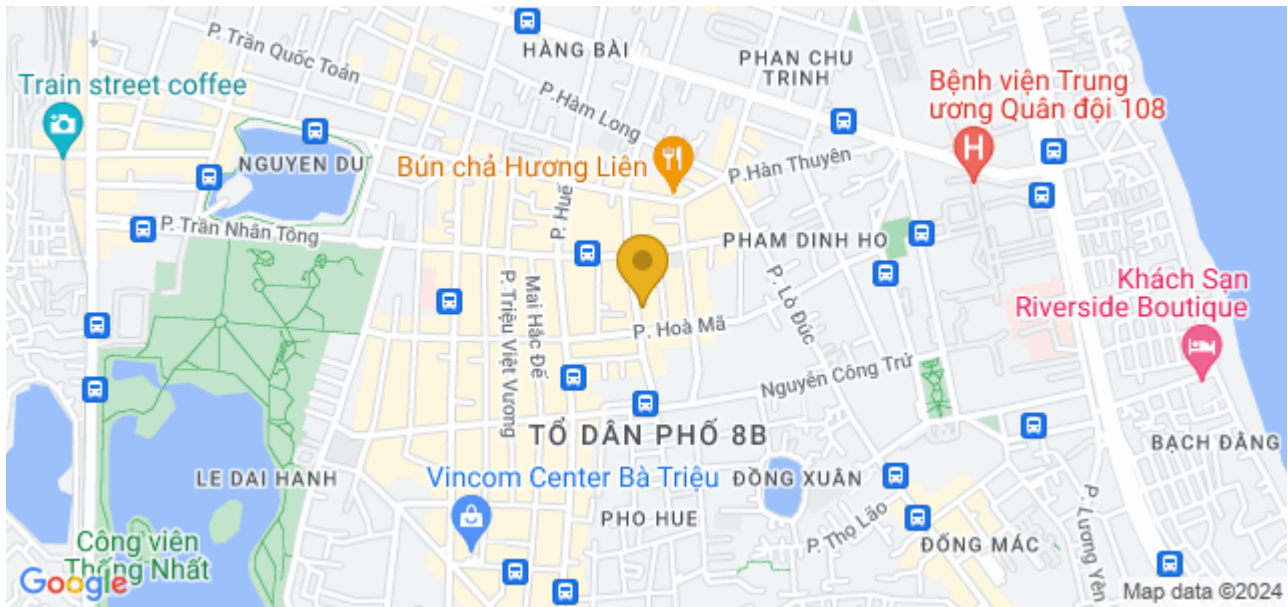 P. Trần Quốc Toản
HÀNG BÀI
PHAN CHU
TRINH
Train street coffee
P.Hàm Long
Bệnh viện Trung
ương Quân đội 108
H
NGUYEN DU
Bún chả Hương Liên
P.Hàn Thuyên
P. Huế
P. Trần Nhân Tông
PHAM DINH HO
P. Triệu Việt Vương
Mai Hắc Đế
P. Lò Đúc
Khách Sạn
Riverside Boutique
P. Hoà Mã
Nguyễn Công Trứ
TỔ DÂN PHỐ 8B
BẠCH ĐẰNG
LE DAI HANH
Vincom Center Bà Triệu
ĐỒNG XUÂN
PHO HUE
P. Thọ Lão
ĐỐNG MÁC
P. Lương Yên
Công viên
Thống Nhất
Google
Map data ©2024